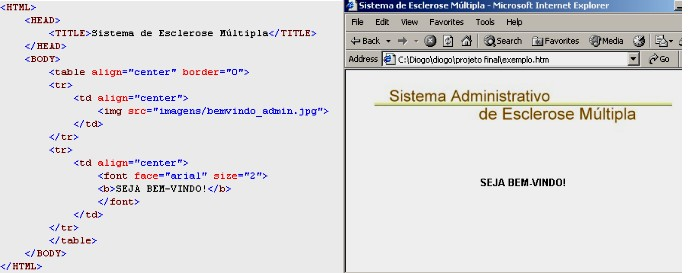 <HTML>
<HEAD>
<TITLE>Sistema de Esclerose Múltipla</TITLE>
</HEAD>
<BODY>
<table align="center" border="0">
<tr>
<td align="center">
<img src="imagens/bemvindo_admin.jpg">
</td>
</tr>
<tr>
<td align="center">
<font face="arial" size="2">
<b>SEJA BEM-VINDO!</b>
</font>
</td>
</tr>
</table>
</BODY>
</HTML>
Sistema de Esclerose Múltipla - Microsoft Internet Explorer
File Edit View Favorites Tools Help
Back Search Favorites Media
Address C:\Diogo\diogo\projeto final\exemplo.htm Go
Sistema Administrativo
de Esclerose Múltipla
SEJA BEM-VINDO!